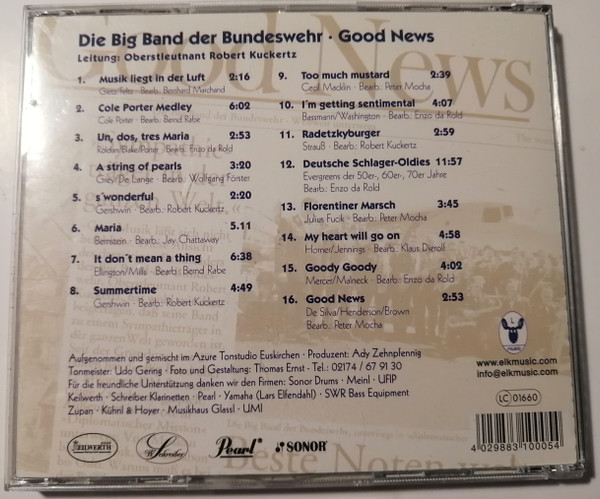 Die Big Band der Bundeswehr · Good News
Leitung: Oberstleutnant Robert Kuckertz
1. Musik liegt in der Luft 2:16
Gietz/Feltz · Bearb.: Bernhard Marchand
2. Cole Porter Medley 6:02
Cole Porter · Bearb.: Bernd Rabe
3. Un, dos, tres Maria 2:53
Rosa/Blake/Porter · Bearb.: Enzo da Rold
4. A string of pearls 3:20
Gray/De Lange · Bearb.: Wolfgang Förster
5. s'wonderful 2:20
Gershwin · Bearb.: Robert Kuckertz
6. Maria 5.11
Bernstein · Bearb.: Jay Chattaway
7. It don´t mean a thing 6:38
Ellington/Mills · Bearb.: Bernd Rabe
8. Summertime 4:49
Gershwin · Bearb.: Robert Kuckertz
9. Too much mustard 2:39
Cecil Macklin · Bearb.: Peter Mocha
10. I'm getting sentimental 4:07
Bassmann/Washington · Bearb.: Enzo da Rold
11. Radetzkyburger 2:59
Strauß · Bearb.: Robert Kuckertz
12. Deutsche Schlager-Oldies 11:57
Evergreens der 50er-, 60er-, 70er Jahre
Bearb.: Enzo da Rold
13. Florentiner Marsch 3:45
Julius Fucik · Bearb.: Peter Mocha
14. My heart will go on 4:58
Horner/Jennings · Bearb.: Klaus Dieroll
15. Goody Goody 4:02
Mercer/Malneck · Bearb.: Enzo da Rold
16. Good News 2:53
De Silva/Henderson/Brown
Bearb.: Peter Mocha
Aufgenommen und gemischt im Azure Tonstudio Euskirchen · Produzent: Ady Zehnpfennig
Tonmeister: Udo Gering · Foto und Gestaltung: Thomas Ernst - Tel.: 02174 / 67 91 30
Für die freundliche Unterstützung danken wir den Firmen: Sonor Drums · Meinl · UFIP
Keilwerth · Schreiber Klarinetten · Pearl · Yamaha (Lars Ellendahl) · SWR Bass Equipment
Zupan · Kühnl & Hoyer · Musikhaus Glassl · UMI
www.elkmusic.com
info@elkmusic.com
LC 01660
KEILWERTH
Schreiber
Pearl
SONOR
4 029883 100054
Good News
Beste Noten